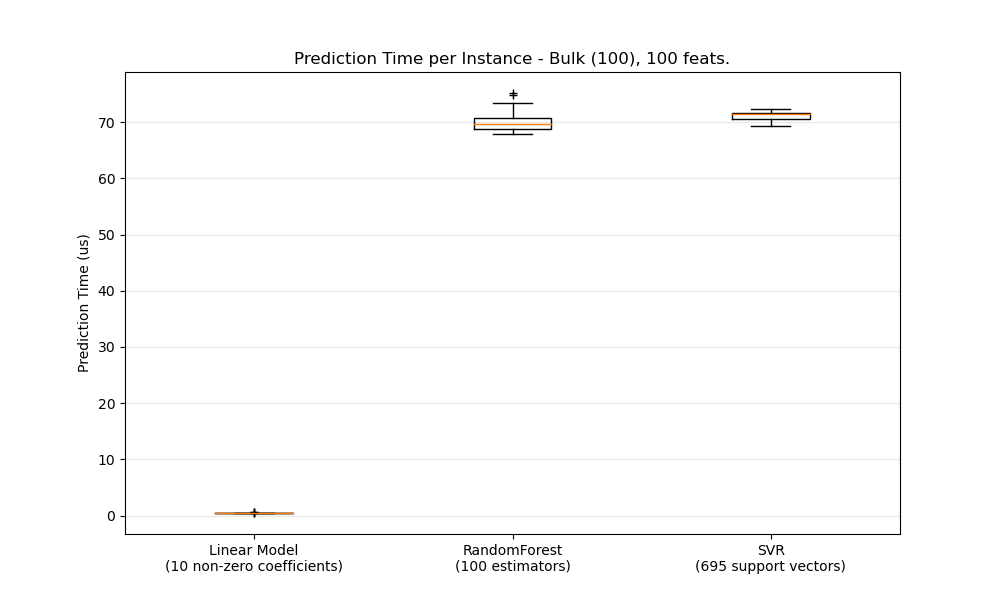 Prediction Time per Instance - Bulk (100), 100 feats.
Prediction Time (us)
70
60
50
40
30
20
10
0
Linear Model
(10 non-zero coefficients)
RandomForest
(100 estimators)
SVR
(695 support vectors)